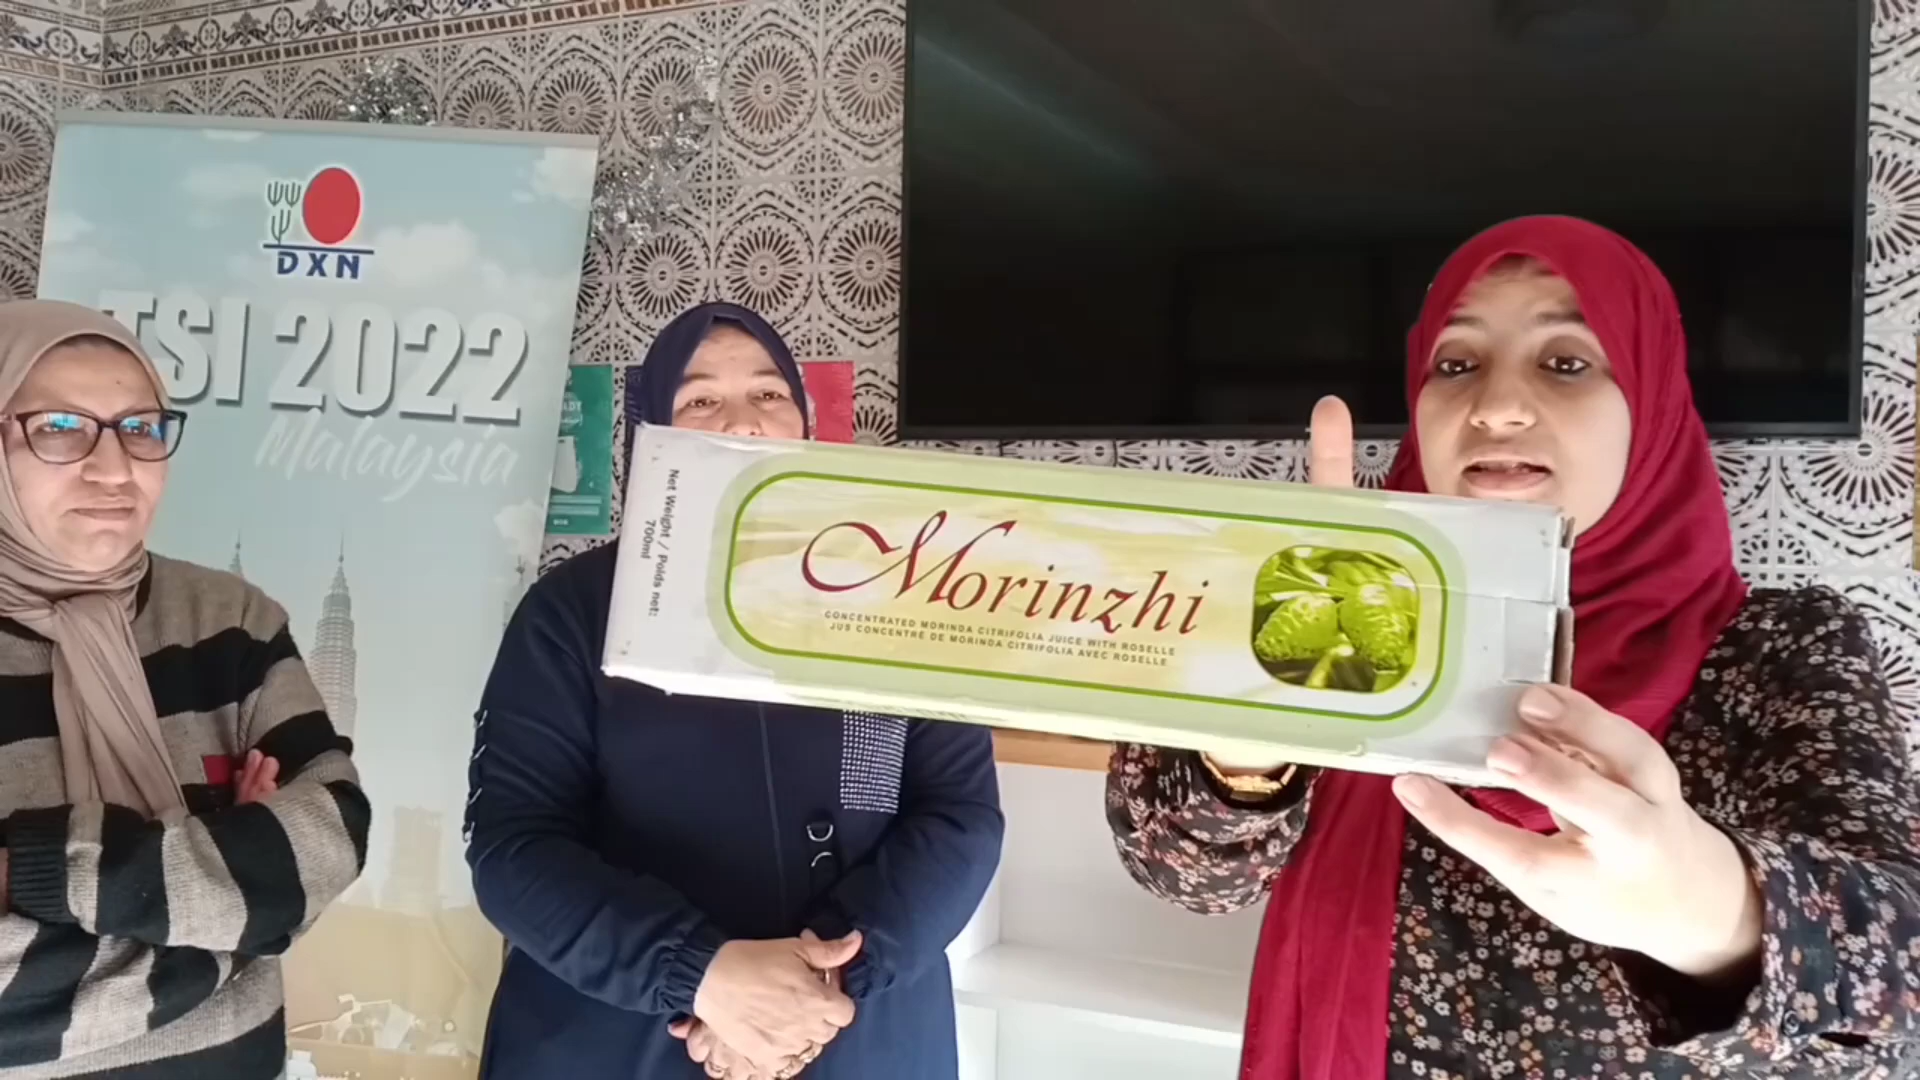 DXN
TSI 2022
Malaysia
Net Weight / Poids net:
700ml
Morinzhi
CONCENTRATED MORINDA CITRIFOLIA JUICE WITH ROSELLE
JUS CONCENTRÉ DE MORINDA CITRIFOLIA AVEC ROSELLE